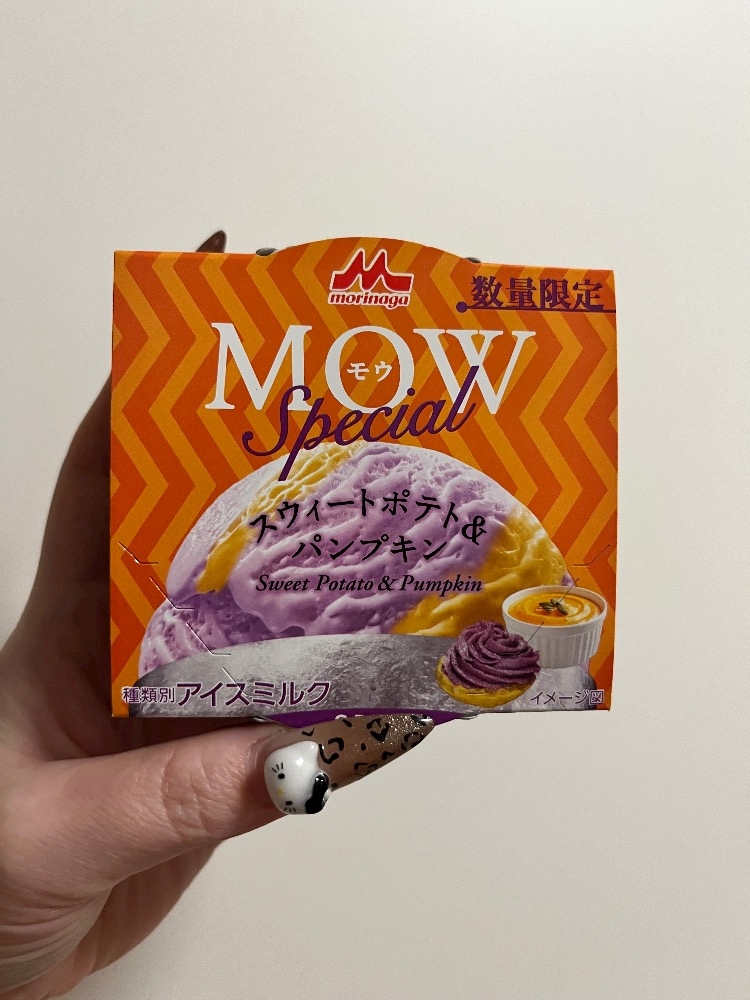 morinaga
数量限定
MOW
モウ
Special
スウィートポテト&
パンプキン
Sweet Potato & Pumpkin
種類別アイスミルク
イメージ図